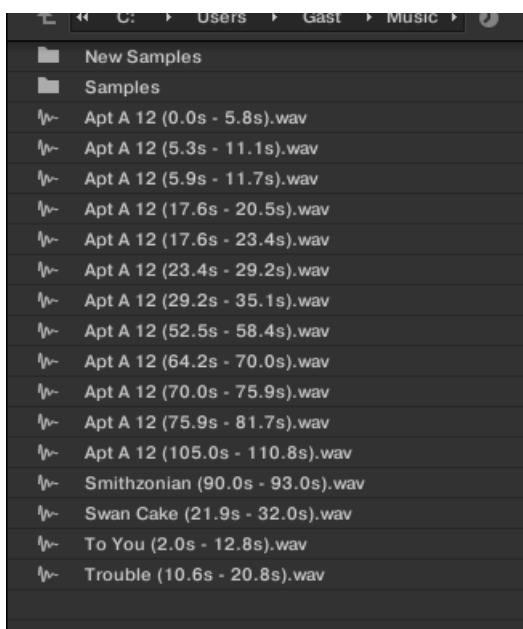 C: Users Gast Music
New Samples
Samples
Apt A 12 (0.0s - 5.8s).wav
Apt A 12 (5.3s - 11.1s).wav
Apt A 12 (5.9s - 11.7s).wav
Apt A 12 (17.6s - 20.5s).wav
Apt A 12 (17.6s - 23.4s).wav
Apt A 12 (23.4s - 29.2s).wav
Apt A 12 (29.2s - 35.1s).wav
Apt A 12 (52.5s - 58.4s).wav
Apt A 12 (64.2s - 70.0s).wav
Apt A 12 (70.0s - 75.9s).wav
Apt A 12 (75.9s - 81.7s).wav
Apt A 12 (105.0s - 110.8s).wav
Smithzonian (90.0s - 93.0s).wav
Swan Cake (21.9s - 32.0s).wav
To You (2.0s - 12.8s).wav
Trouble (10.6s - 20.8s).wav